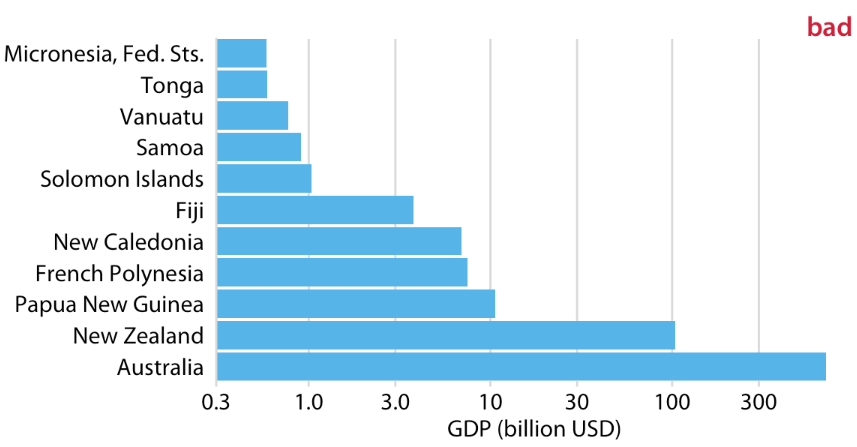 bad
Micronesia, Fed. Sts.
Tonga
Vanuatu
Samoa
Solomon Islands
Fiji
New Caledonia
French Polynesia
Papua New Guinea
New Zealand
Australia
0.3 1.0 3.0 10 30 100 300
GDP (billion USD)